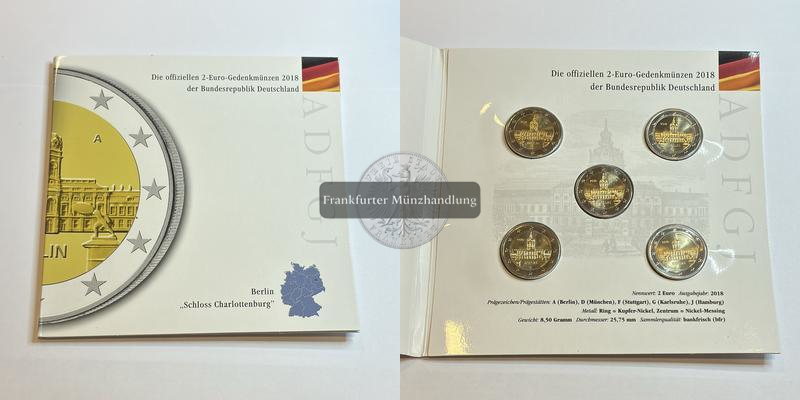 Die offiziellen 2-Euro-Gedenkmünzen 2018
der Bundesrepublik Deutschland
A D F G J
A
LIN
Berlin
„Schloss Charlottenburg"
Frankfurter Münzhandlung
Die offiziellen 2-Euro-Gedenkmünzen 2018
der Bundesrepublik Deutschland
A D F G J
Nennwert: 2 Euro Ausgabejahr: 2018
Prägezeichen/Prägestätten: A (Berlin), D (München), F (Stuttgart), G (Karlsruhe), J (Hamburg)
Metall: Ring = Kupfer-Nickel, Zentrum = Nickel-Messing
Gewicht: 8,50 Gramm Durchmesser: 25,75 mm Sammlerqualität: bankfrisch (bfr)